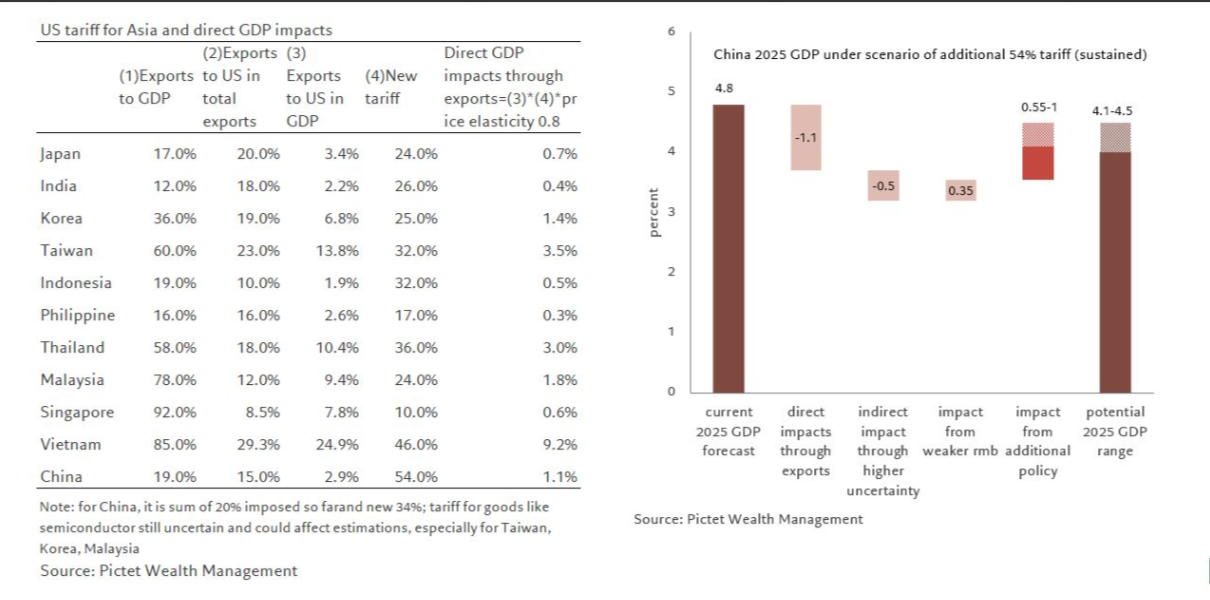 US tariff for Asia and direct GDP impacts
(1)Exports to GDP (2)Exports to US in total exports (3) Exports to US in GDP (4)New tariff Direct GDP impacts through exports=(3)*(4)*pr ice elasticity 0.8
Japan 17.0% 20.0% 3.4% 24.0% 0.7%
India 12.0% 18.0% 2.2% 26.0% 0.4%
Korea 36.0% 19.0% 6.8% 25.0% 1.4%
Taiwan 60.0% 23.0% 13.8% 32.0% 3.5%
Indonesia 19.0% 10.0% 1.9% 32.0% 0.5%
Philippine 16.0% 16.0% 2.6% 17.0% 0.3%
Thailand 58.0% 18.0% 10.4% 36.0% 3.0%
Malaysia 78.0% 12.0% 9.4% 24.0% 1.8%
Singapore 92.0% 8.5% 7.8% 10.0% 0.6%
Vietnam 85.0% 29.3% 24.9% 46.0% 9.2%
China 19.0% 15.0% 2.9% 54.0% 1.1%
Note: for China, it is sum of 20% imposed so farand new 34%; tariff for goods like
semiconductor still uncertain and could affect estimations, especially for Taiwan,
Korea, Malaysia
Source: Pictet Wealth Management
China 2025 GDP under scenario of additional 54% tariff (sustained)
percent
6
5
4
3
2
1
0
4.8
-1.1
-0.5
0.35
0.55-1
4.1-4.5
current 2025 GDP forecast
direct impacts through exports
indirect impact through higher uncertainty
impact from weaker rmb
impact from additional policy
potential 2025 GDP range
Source: Pictet Wealth Management